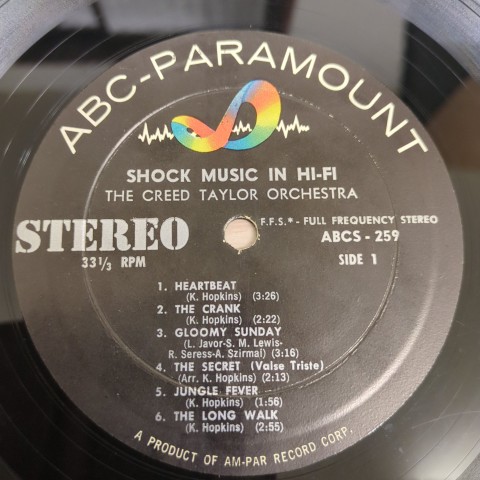 ABC-PARAMOUNT
SHOCK MUSIC IN HI-FI
THE CREED TAYLOR ORCHESTRA
STEREO
33 1/3 RPM
F.F.S.* - FULL FREQUENCY STEREO
ABCS - 259
SIDE 1
1. HEARTBEAT
(K. Hopkins) (3:26)
2. THE CRANK
(K. Hopkins) (2:22)
3. GLOOMY SUNDAY
(L. Javor-S. M. Lewis-
R. Seress-A. Szirmal) (3:16)
4. THE SECRET (Valse Triste)
(Arr. K. Hopkins) (2:13)
5. JUNGLE FEVER
(K. Hopkins) (1:56)
6. THE LONG WALK
(K. Hopkins) (2:55)
A PRODUCT OF AM-PAR RECORD CORP.